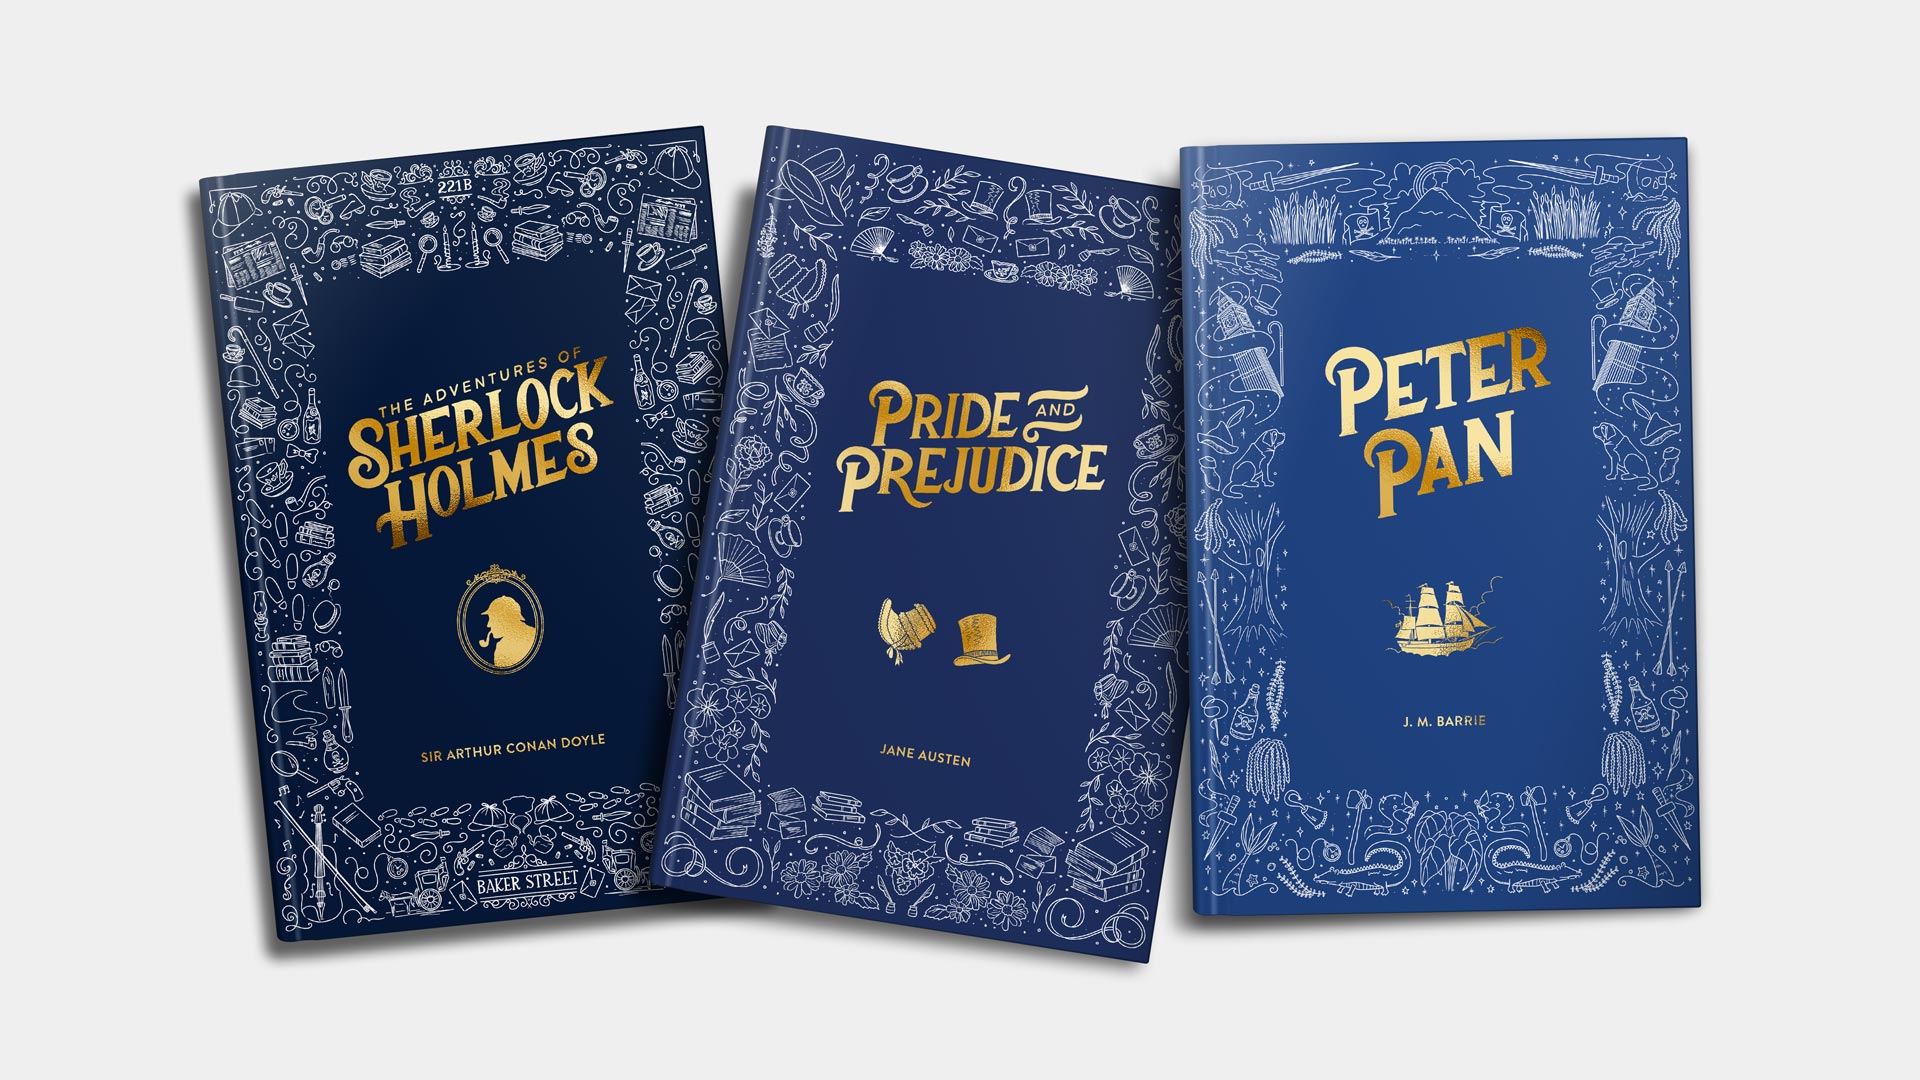 221B
THE ADVENTURES OF
SHERLOCK
HOLMES
SIR ARTHUR CONAN DOYLE
BAKER STREET
PRIDE AND
PREJUDICE
JANE AUSTEN
PETER
PAN
J. M. BARRIE